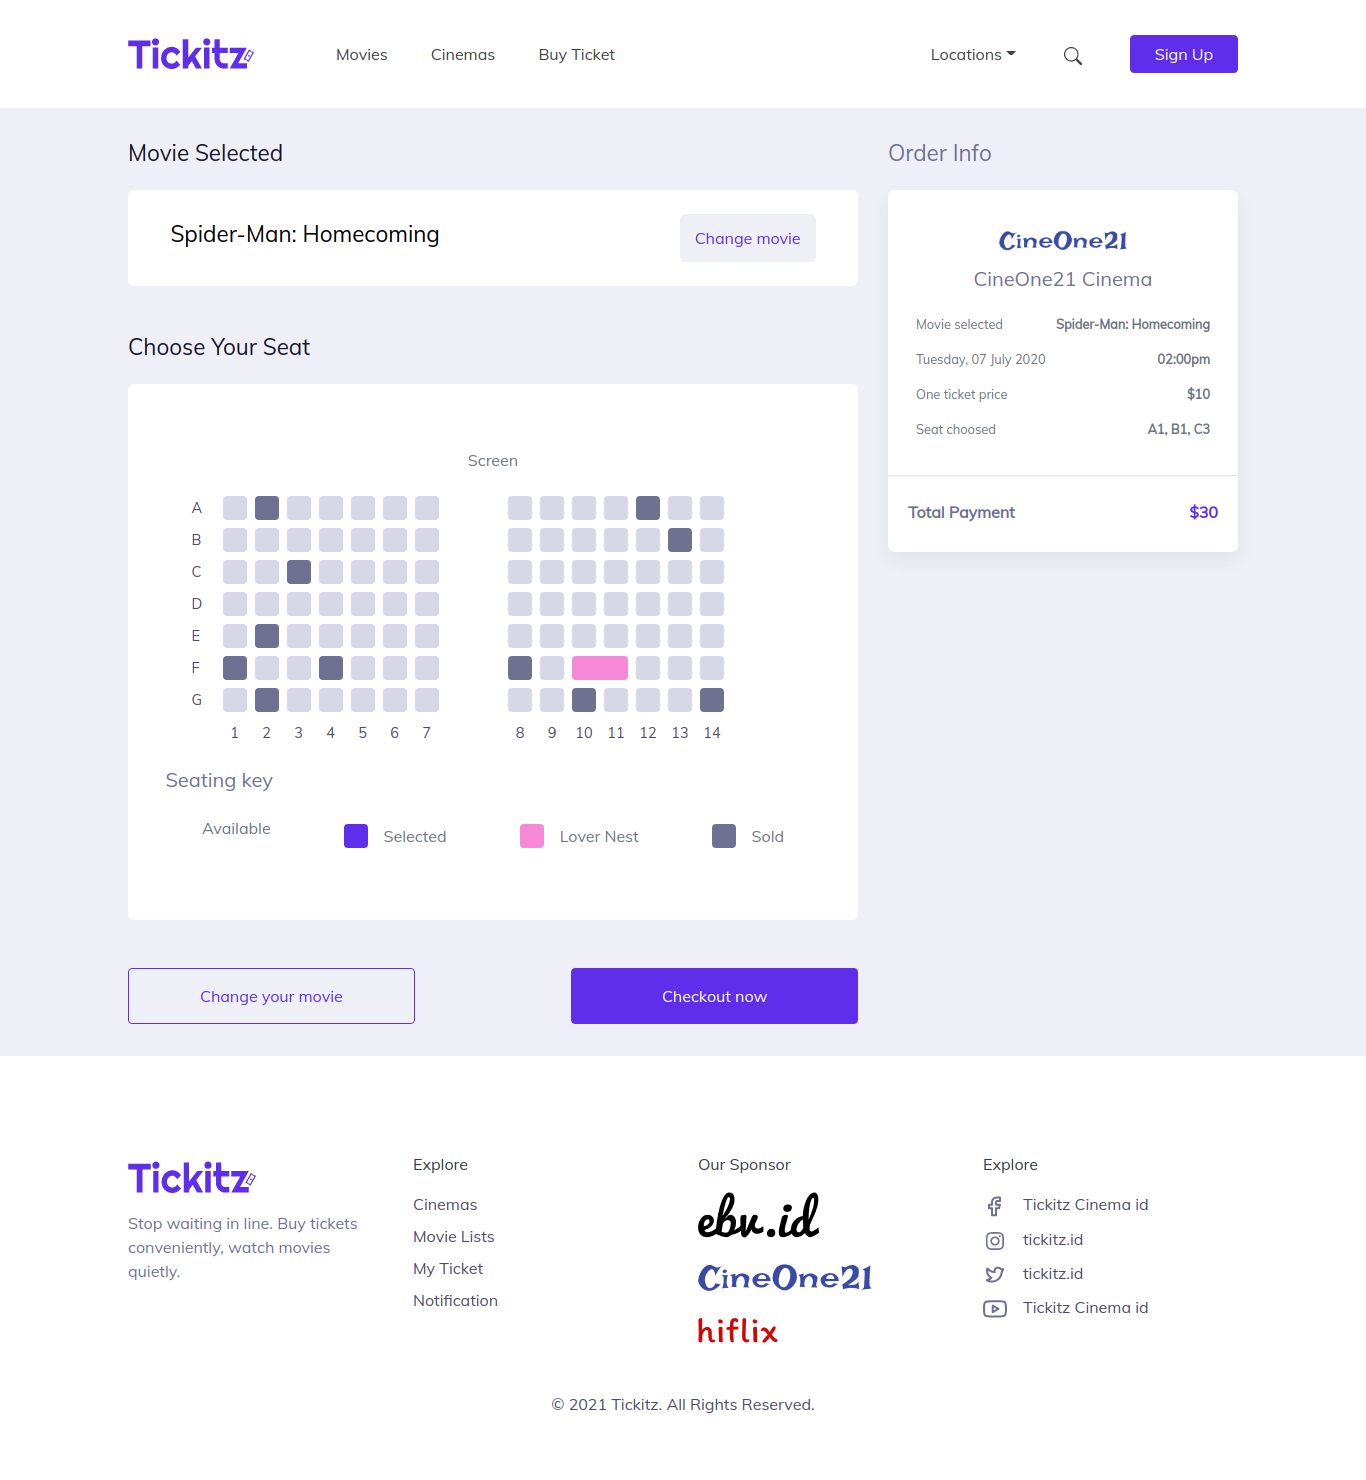 Tickitz
Movies
Cinemas
Buy Ticket
Locations
Sign Up
Movie Selected
Spider-Man: Homecoming
Change movie
Choose Your Seat
Screen
A
B
C
D
E
F
G
1 2 3 4 5 6 7 8 9 10 11 12 13 14
Seating key
Available
Selected
Lover Nest
Sold
Change your movie
Checkout now
Order Info
CineOne21
CineOne21 Cinema
Movie selected Spider-Man: Homecoming
Tuesday, 07 July 2020 02:00pm
One ticket price $10
Seat choosed A1, B1, C3
Total Payment $30
Tickitz
Stop waiting in line. Buy tickets
conveniently, watch movies
quietly.
Explore
Cinemas
Movie Lists
My Ticket
Notification
Our Sponsor
ebv.id
CineOne21
hiflix
Explore
Tickitz Cinema id
tickitz.id
tickitz.id
Tickitz Cinema id
© 2021 Tickitz. All Rights Reserved.